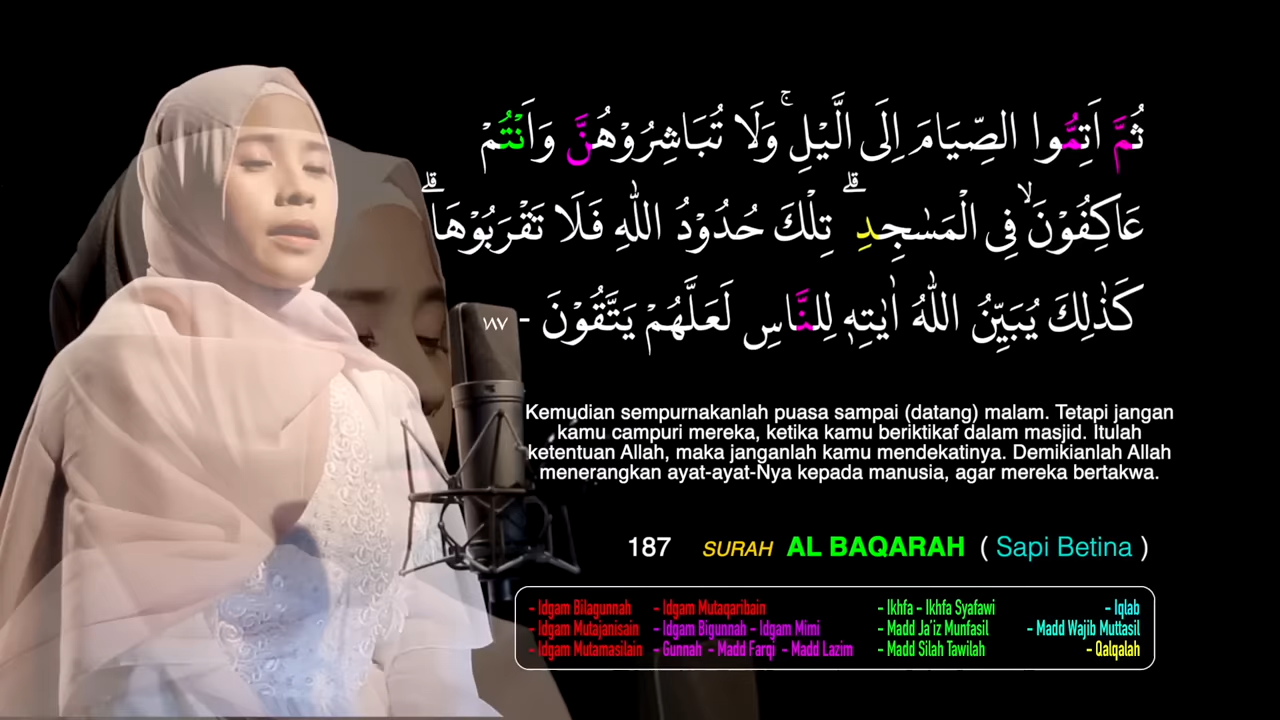 ثُمَّ اَتِمُّوا الصِّيَامَ اِلَى الَّيْلِۚ وَلَا تُبَاشِرُوْهُنَّ وَاَنْتُمْ
عَاكِفُوْنَۙ فِى الْمَسٰجِدِۗ تِلْكَ حُدُوْدُ اللّٰهِ فَلَا تَقْرَبُوْهَاۗ
كَذٰلِكَ يُبَيِّنُ اللّٰهُ اٰيٰتِهٖ لِلنَّاسِ لَعَلَّهُمْ يَتَّقُوْنَ - ١٨٧
Kemudian sempurnakanlah puasa sampai (datang) malam. Tetapi jangan
kamu campuri mereka, ketika kamu beriktikaf dalam masjid. Itulah
ketentuan Allah, maka janganlah kamu mendekatinya. Demikianlah Allah
menerangkan ayat-ayat-Nya kepada manusia, agar mereka bertakwa.
187 SURAH AL BAQARAH ( Sapi Betina )
- Idgam Bilagunnah - Idgam Mutaqaribain - Ikhfa - Ikhfa Syafawi - Iqlab
- Idgam Mutajanisain - Idgam Bigunnah - Idgam Mimi - Madd Ja'iz Munfasil - Madd Wajib Muttasil
- Idgam Mutamasilain - Gunnah - Madd Farqi - Madd Lazim - Madd Silah Tawilah - Qalqalah